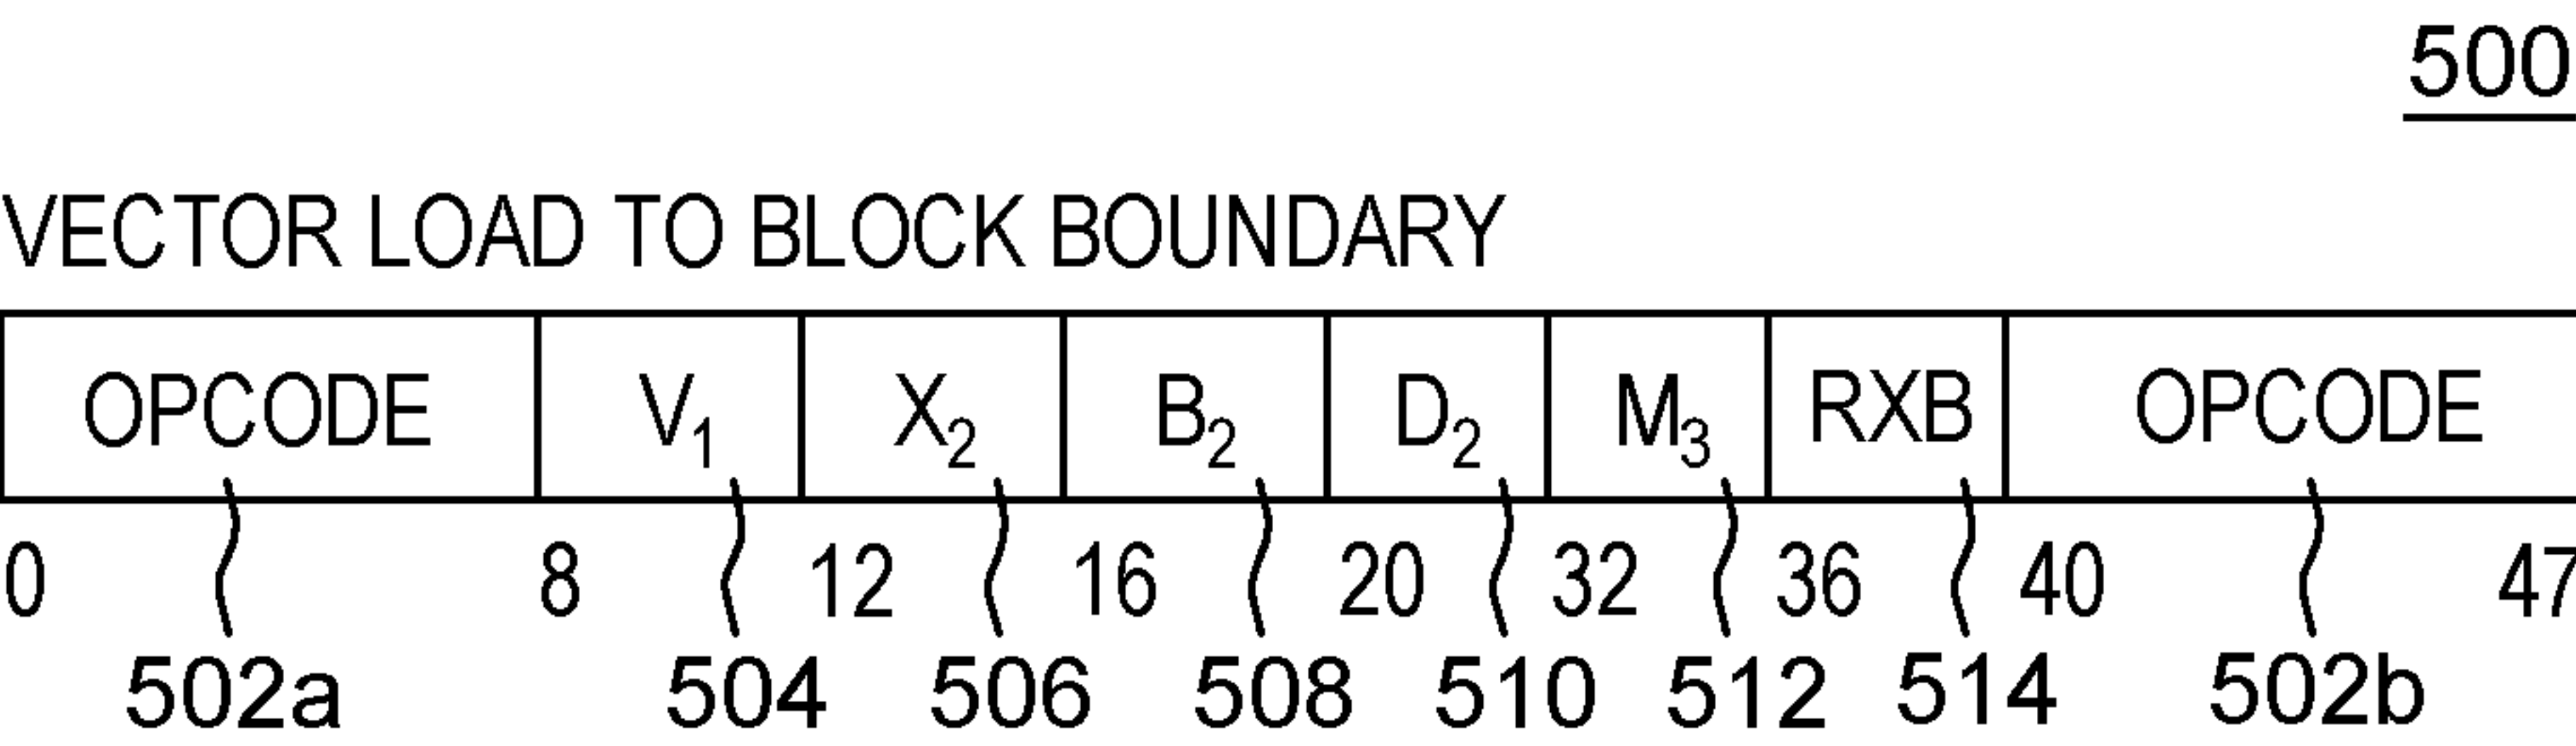 500
VECTOR LOAD TO BLOCK BOUNDARY
OPCODE V1 X2 B2 D2 M3 RXB OPCODE
0 8 12 16 20 32 36 40 47
502a 504 506 508 510 512 514 502b